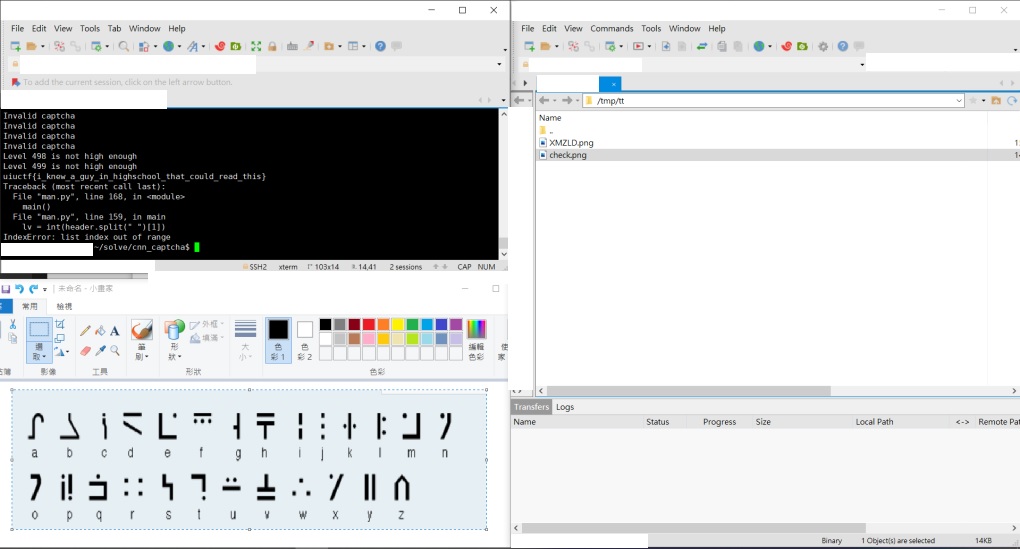 File Edit View Tools Tab Window Help
To add the current session, click on the left arrow button.
Invalid captcha
Invalid captcha
Invalid captcha
Invalid captcha
Level 498 is not high enough
Level 499 is not high enough
uiuctf{i_knew_a_guy_in_highschool_that_could_read_this}
Traceback (most recent call last):
File "man.py", line 168, in <module>
main()
File "man.py", line 159, in main
lv = int(header.split(" ")[1])
IndexError: list index out of range
~/solve/cnn_captcha$
SSH2 xterm 103x14 14,41 2 sessions CAP NUM
未命名 - 小畫家
常用 檢視
選取
影像
工具
筆刷
形狀
外框
填滿
形狀
大小
色彩 1
色彩 2
編輯色彩
色彩
a b c d e f g h i j k l m n
o p q r s t u v w x y z
File Edit View Commands Tools Window Help
/tmp/tt
Name
..
XMZLD.png
check.png
Transfers Logs
Name Status Progress Size Local Path <-> Remote Pat
Binary 1 Object(s) are selected 14KB